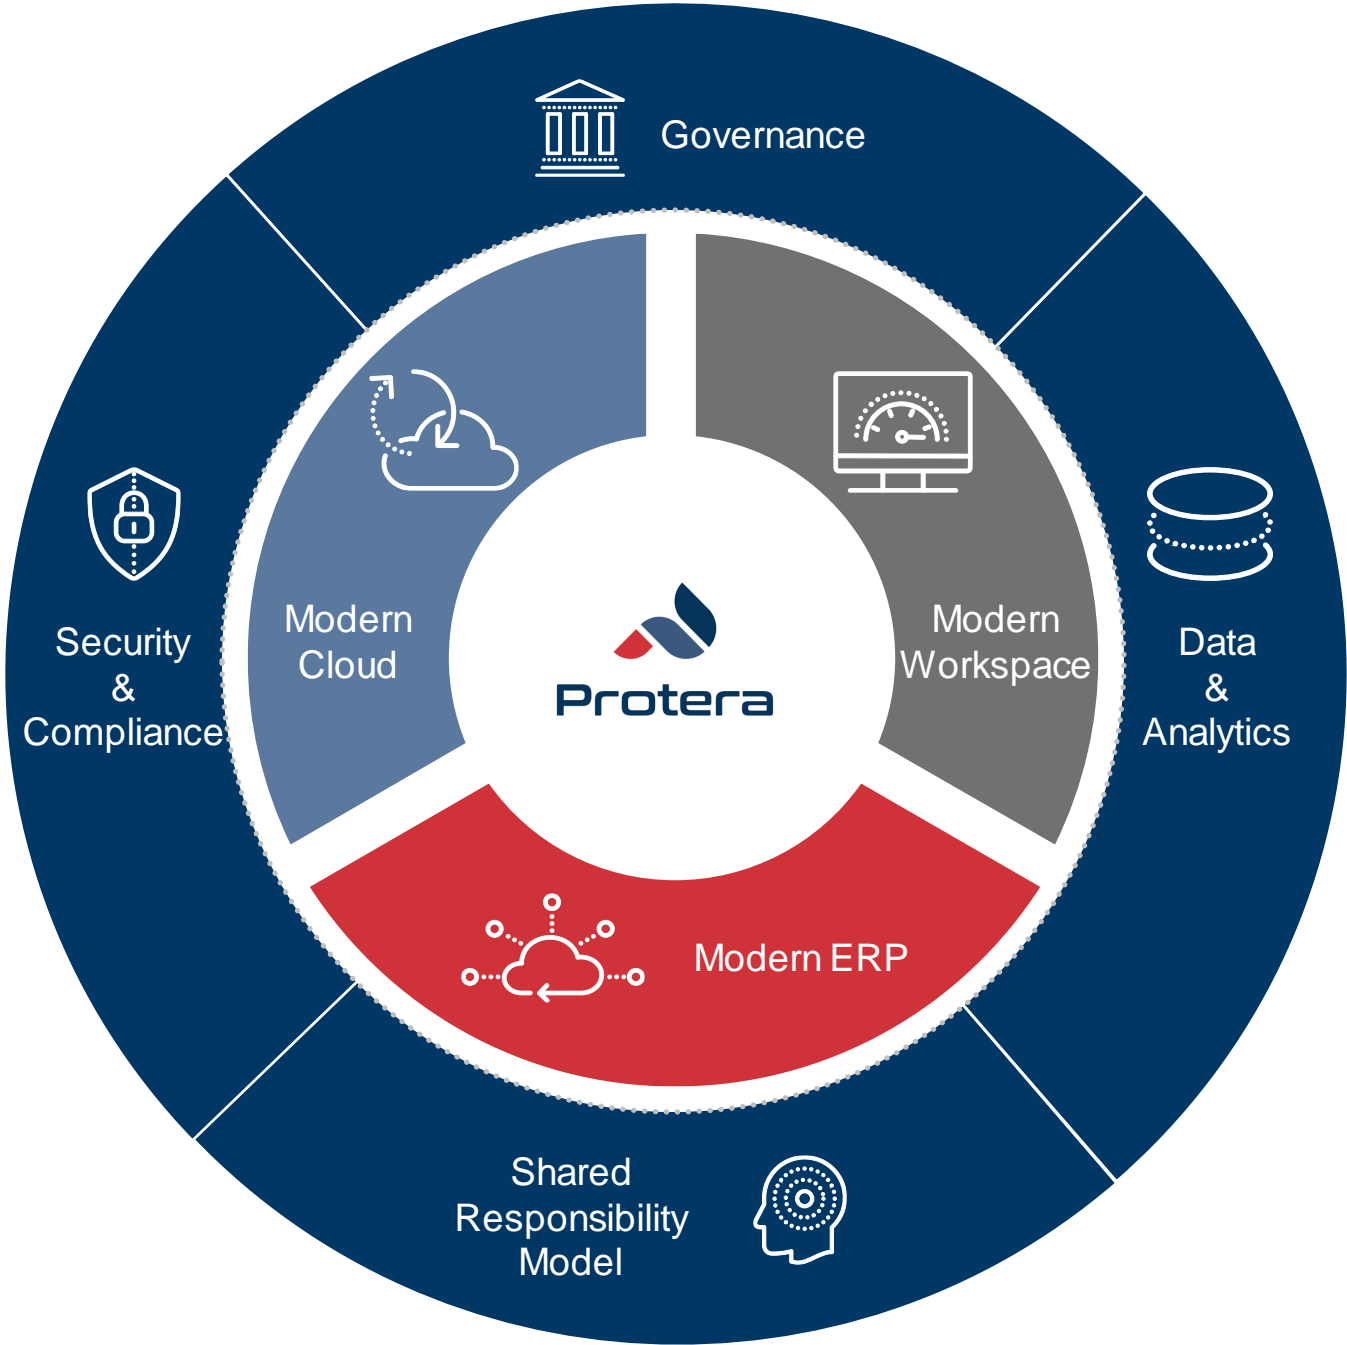 Governance
Modern
Cloud
Modern
Workspace
Security
&
Compliance
Data
&
Analytics
Protera
Modern ERP
Shared
Responsibility
Model